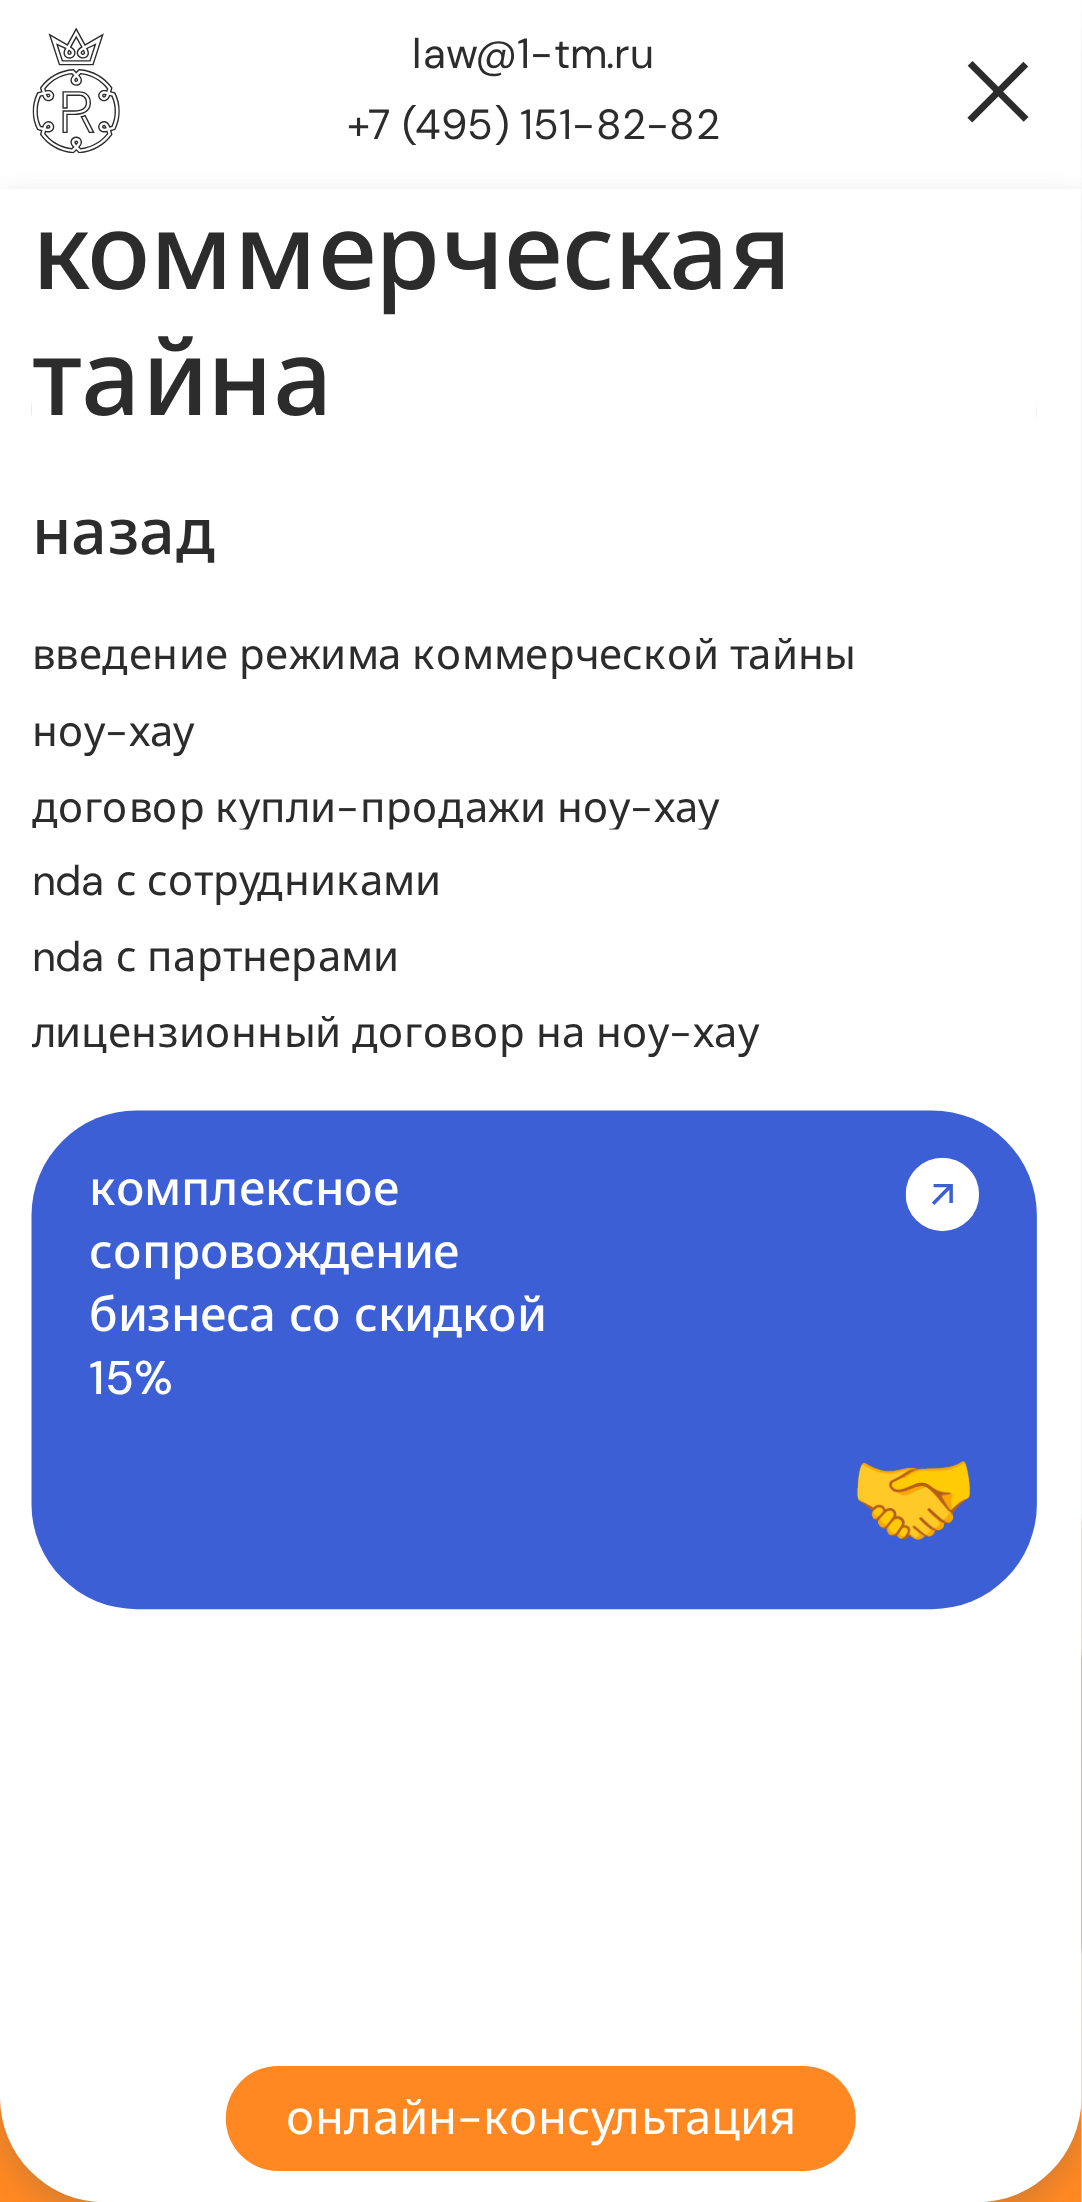 R
law@1-tm.ru
+7 (495) 151-82-82
коммерческая
тайна
назад
введение режима коммерческой тайны
ноу-хау
договор купли-продажи ноу-хау
nda с сотрудниками
nda с партнерами
лицензионный договор на ноу-хау
комплексное
сопровождение
бизнеса со скидкой
15%
онлайн-консультация